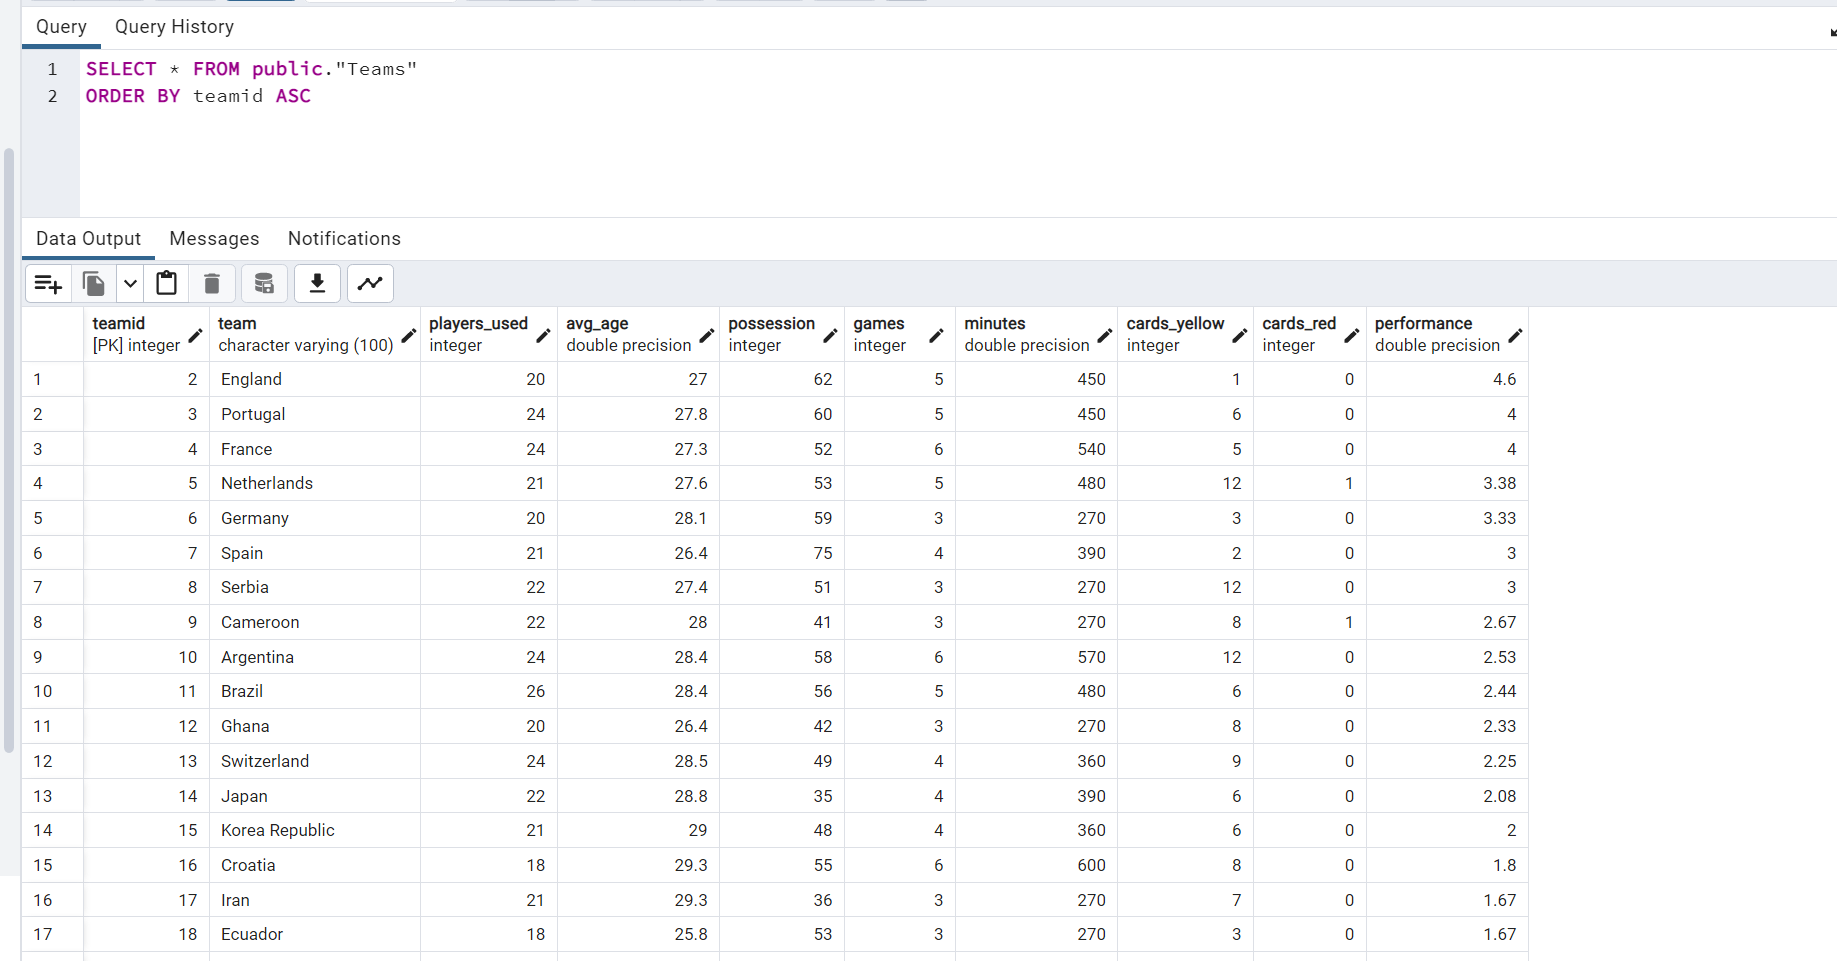 Query Query History
1 SELECT * FROM public."Teams"
2 ORDER BY teamid ASC
Data Output Messages Notifications
teamid team players_used avg_age possession games minutes cards_yellow cards_red performance
[PK] integer character varying (100) integer double precision integer integer double precision integer integer double precision
1 2 England 20 27 62 5 450 1 0 4.6
2 3 Portugal 24 27.8 60 5 450 6 0 4
3 4 France 24 27.3 52 6 540 5 0 4
4 5 Netherlands 21 27.6 53 5 480 12 1 3.38
5 6 Germany 20 28.1 59 3 270 3 0 3.33
6 7 Spain 21 26.4 75 4 390 2 0 3
7 8 Serbia 22 27.4 51 3 270 12 0 3
8 9 Cameroon 22 28 41 3 270 8 1 2.67
9 10 Argentina 24 28.4 58 6 570 12 0 2.53
10 11 Brazil 26 28.4 56 5 480 6 0 2.44
11 12 Ghana 20 26.4 42 3 270 8 0 2.33
12 13 Switzerland 24 28.5 49 4 360 9 0 2.25
13 14 Japan 22 28.8 35 4 390 6 0 2.08
14 15 Korea Republic 21 29 48 4 360 6 0 2
15 16 Croatia 18 29.3 55 6 600 8 0 1.8
16 17 Iran 21 29.3 36 3 270 7 0 1.67
17 18 Ecuador 18 25.8 53 3 270 3 0 1.67